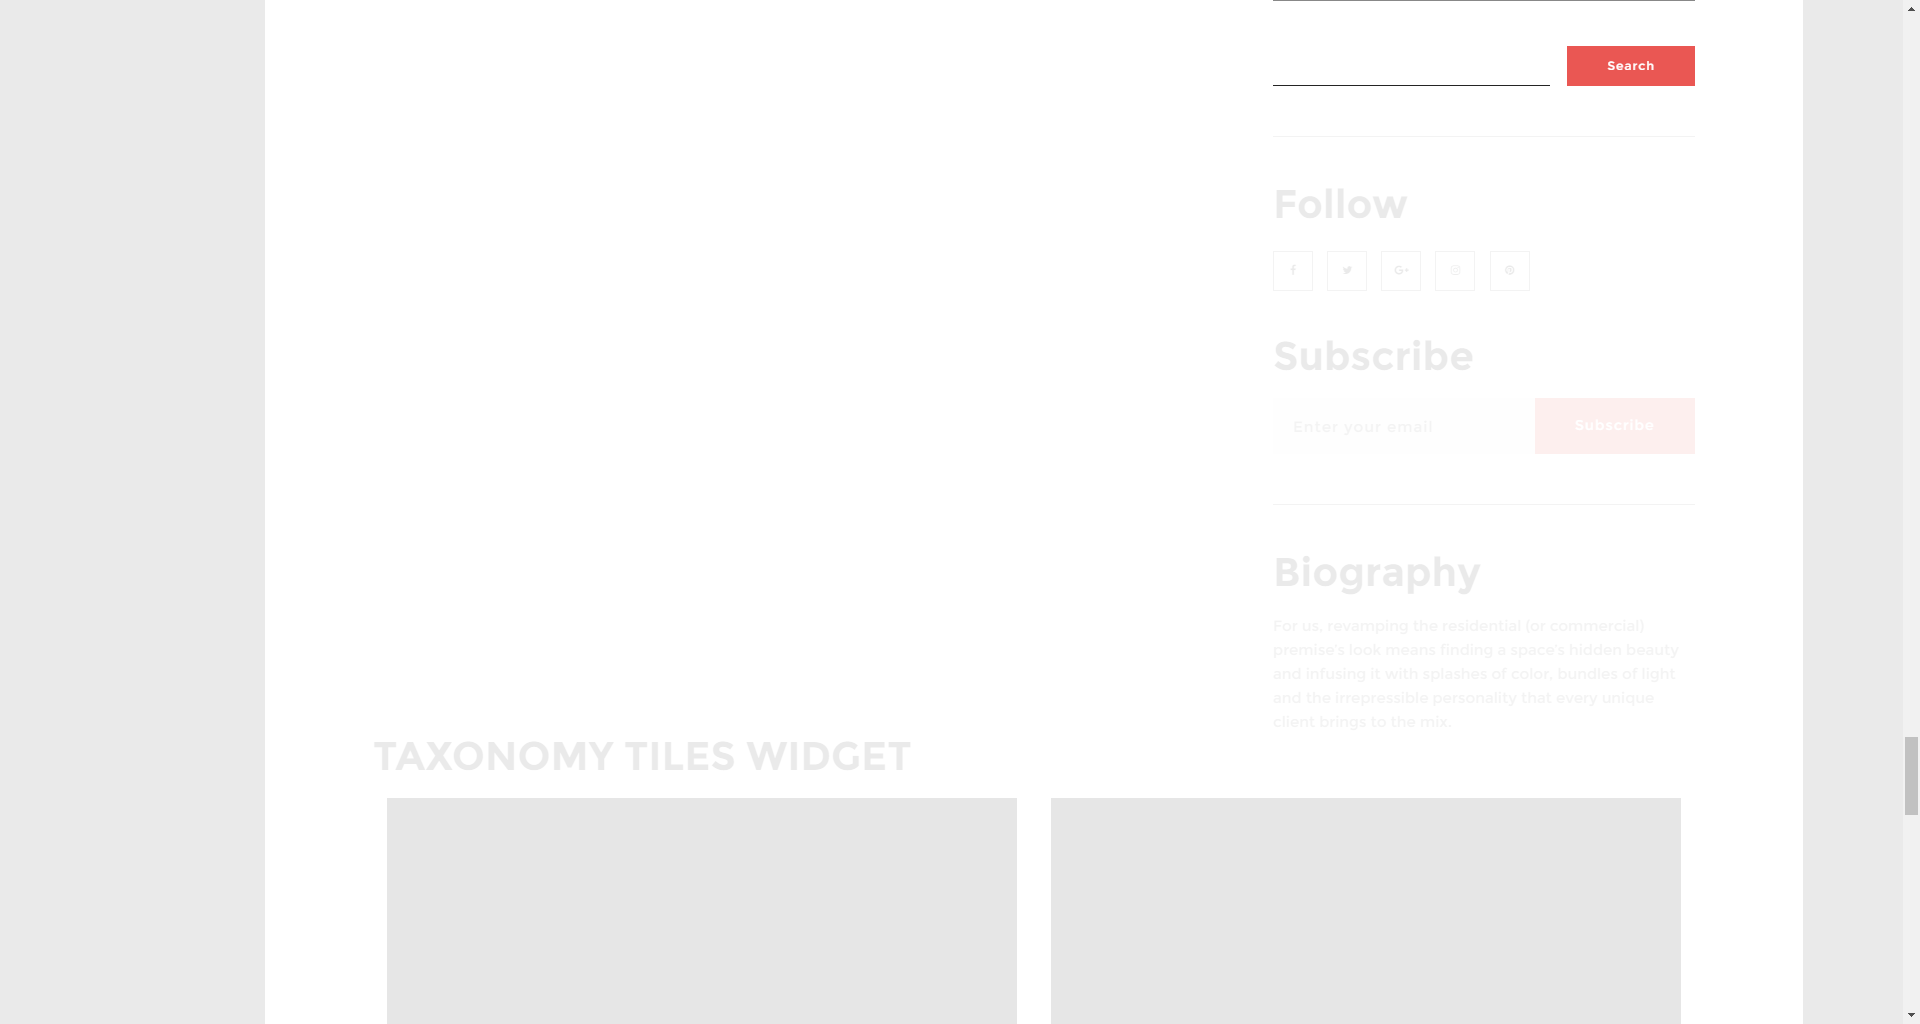 Search
Follow
Subscribe
Enter your email
Subscribe
Biography
For us, revamping the residential (or commercial)
premise's look means finding a space's hidden beauty
and infusing it with splashes of color, bundles of light
and the irrepressible personality that every unique
client brings to the mix.
TAXONOMY TILES WIDGET